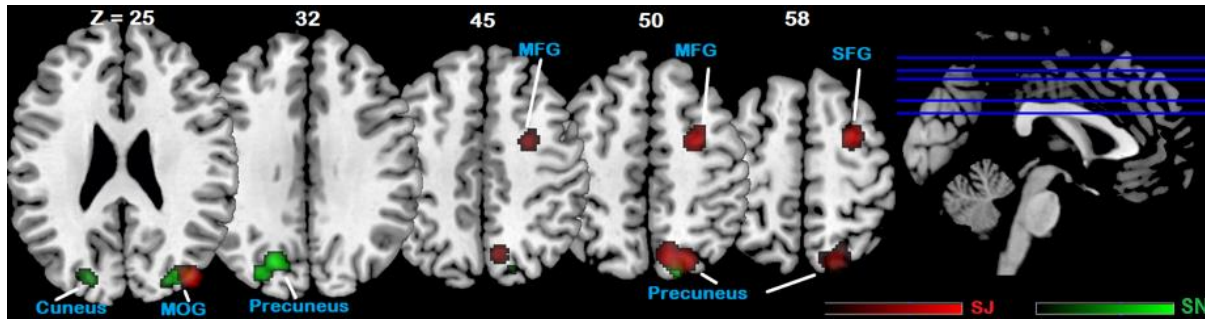 Z = 25 32 45 50 58
MFG MFG SFG
Cuneus MOG Precuneus Precuneus
SJ SN